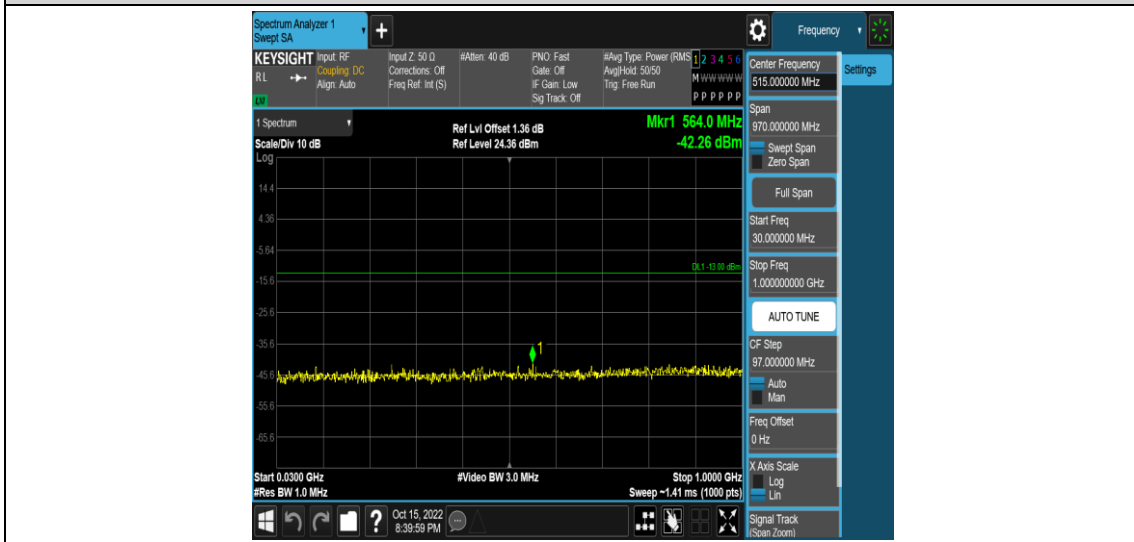 Spectrum Analyzer 1
Swept SA
+
Frequency
KEYSIGHT
RL
LXI
Input: RF
Coupling: DC
Align: Auto
Input Z: 50 Ω
Corrections: Off
Freq Ref: Int (S)
#Atten: 40 dB
PNO: Fast
Gate: Off
IF Gain: Low
Sig Track: Off
#Avg Type: Power (RMS
Avg|Hold: 50/50
Trig: Free Run
1 2 3 4 5 6
M W W W W W
P P P P P P
1 Spectrum
Scale/Div 10 dB
Log
Ref Lvl Offset 1.36 dB
Ref Level 24.36 dBm
Mkr1 564.0 MHz
-42.26 dBm
14.4
4.36
-5.64
DL1 -13.00 dBm
-15.6
-25.6
-35.6
1
-45.6
-55.6
-65.6
Start 0.0300 GHz
#Res BW 1.0 MHz
#Video BW 3.0 MHz
Stop 1.0000 GHz
Sweep ~1.41 ms (1000 pts)
?
Oct 15, 2022
8:39:59 PM
Center Frequency
515.000000 MHz
Settings
Span
970.000000 MHz
Swept Span
Zero Span
Full Span
Start Freq
30.000000 MHz
Stop Freq
1.000000000 GHz
AUTO TUNE
CF Step
97.000000 MHz
Auto
Man
Freq Offset
0 Hz
X Axis Scale
Log
Lin
Signal Track
(Span Zoom)